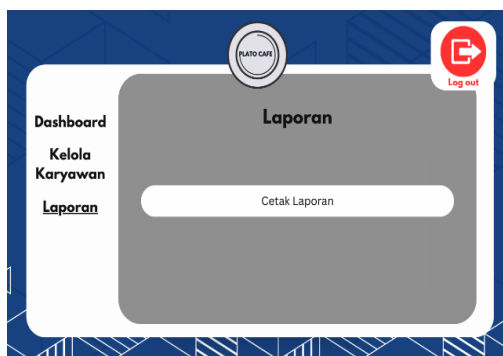 PLATO CAFE
Log out
Dashboard
Kelola
Karyawan
Laporan
Laporan
Cetak Laporan